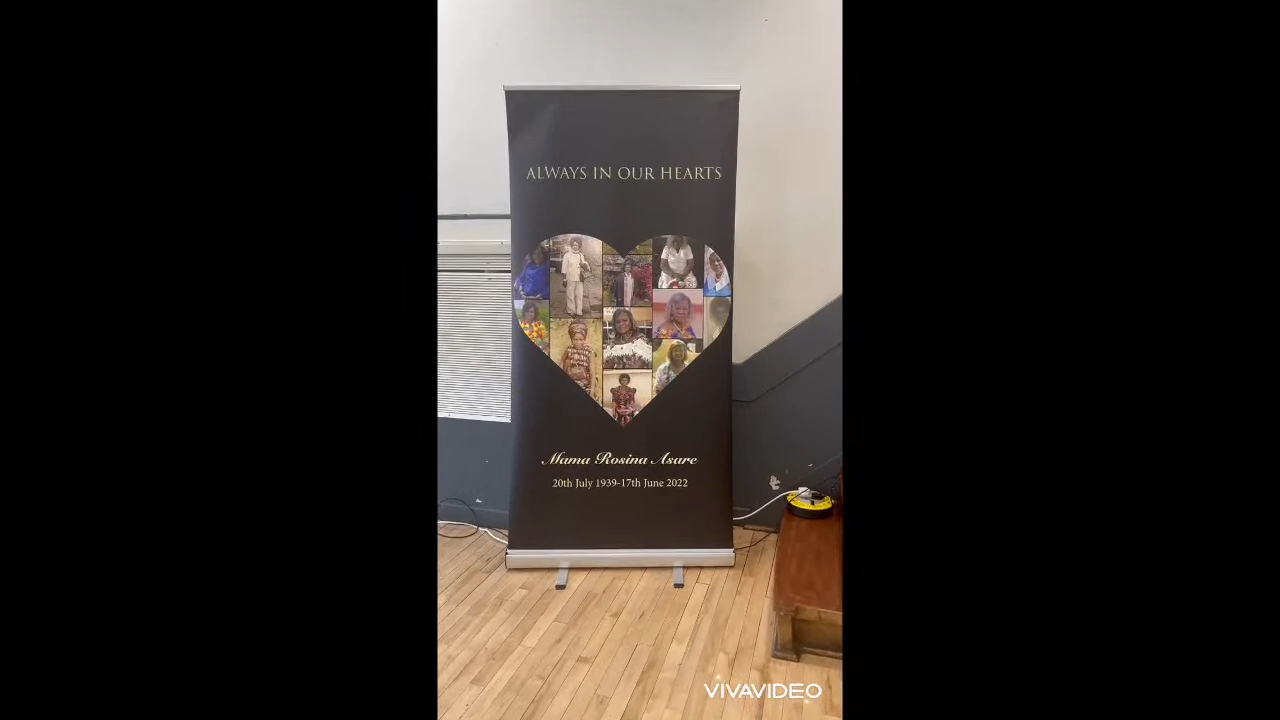 ALWAYS IN OUR HEARTS
Mama Rosina Asare
20th July 1939-17th June 2022
VIVAVIDEO